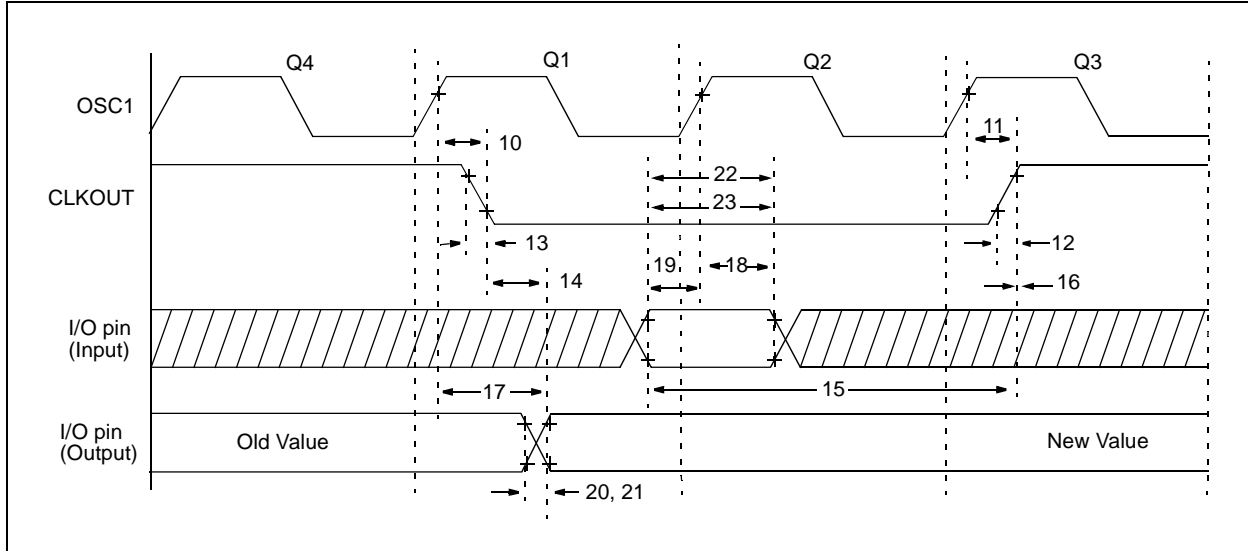 Q4
Q1
Q2
Q3
OSC1
10
11
22
CLKOUT
23
13
12
19
18
14
16
I/O pin
(Input)
17
15
I/O pin
(Output)
Old Value
New Value
20, 21